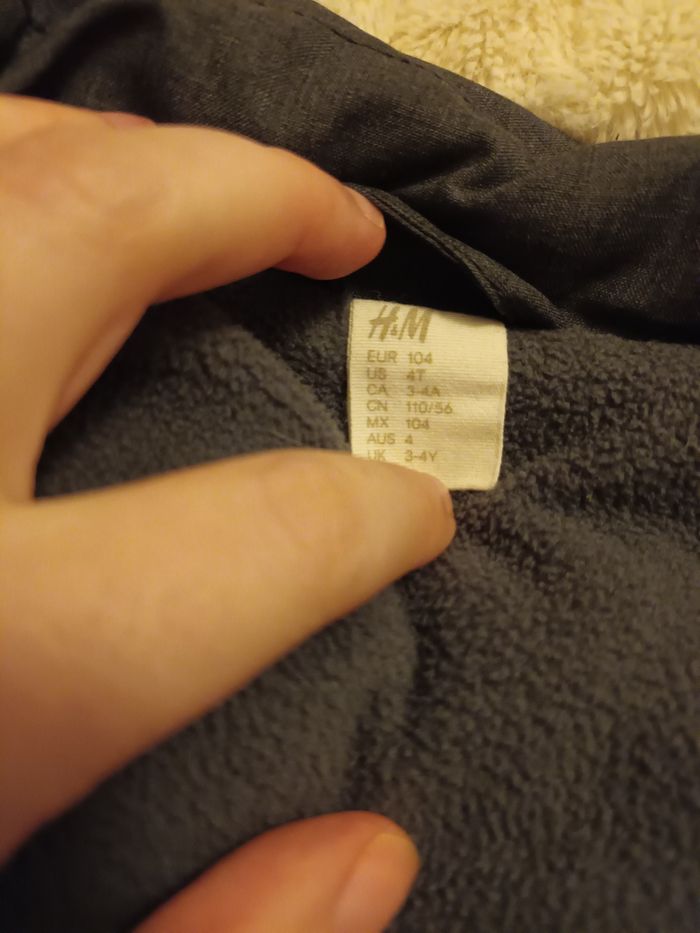 H&M
EUR 104
US 4T
CA 3-4A
CN 110/56
MX 104
AUS 4
UK 3-4Y